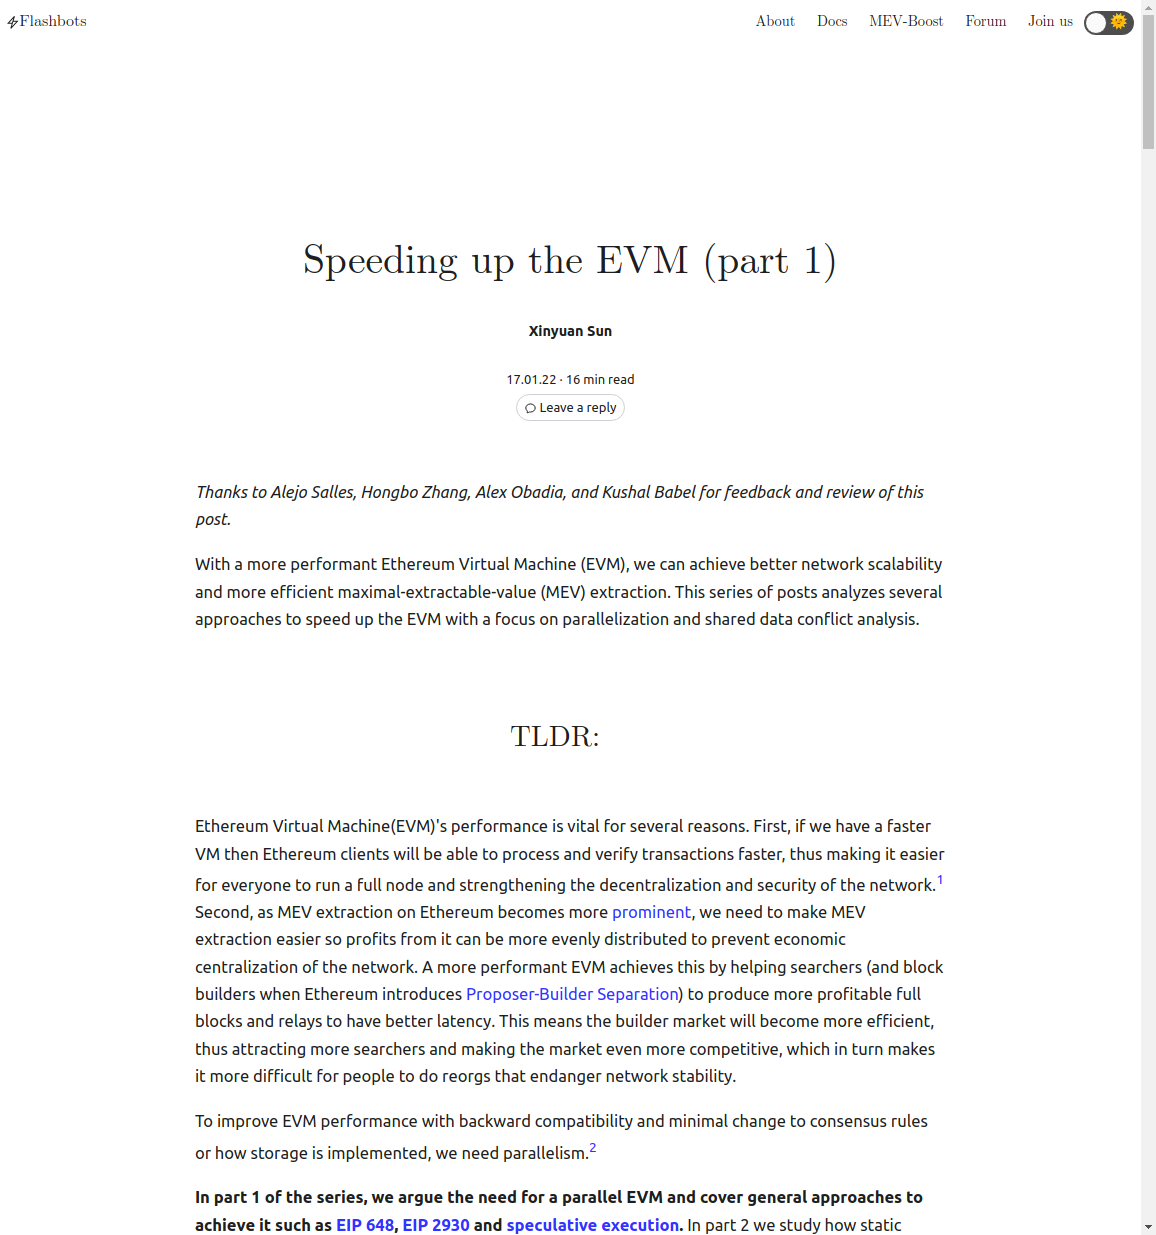 Flashbots
About Docs MEV-Boost Forum Join us
Speeding up the EVM (part 1)
Xinyuan Sun
17.01.22 · 16 min read
Leave a reply
Thanks to Alejo Salles, Hongbo Zhang, Alex Obadia, and Kushal Babel for feedback and review of this
post.
With a more performant Ethereum Virtual Machine (EVM), we can achieve better network scalability
and more efficient maximal-extractable-value (MEV) extraction. This series of posts analyzes several
approaches to speed up the EVM with a focus on parallelization and shared data conflict analysis.
TLDR:
Ethereum Virtual Machine(EVM)'s performance is vital for several reasons. First, if we have a faster
VM then Ethereum clients will be able to process and verify transactions faster, thus making it easier
for everyone to run a full node and strengthening the decentralization and security of the network.1
Second, as MEV extraction on Ethereum becomes more prominent, we need to make MEV
extraction easier so profits from it can be more evenly distributed to prevent economic
centralization of the network. A more performant EVM achieves this by helping searchers (and block
builders when Ethereum introduces Proposer-Builder Separation) to produce more profitable full
blocks and relays to have better latency. This means the builder market will become more efficient,
thus attracting more searchers and making the market even more competitive, which in turn makes
it more difficult for people to do reorgs that endanger network stability.
To improve EVM performance with backward compatibility and minimal change to consensus rules
or how storage is implemented, we need parallelism.2
In part 1 of the series, we argue the need for a parallel EVM and cover general approaches to
achieve it such as EIP 648, EIP 2930 and speculative execution. In part 2 we study how static